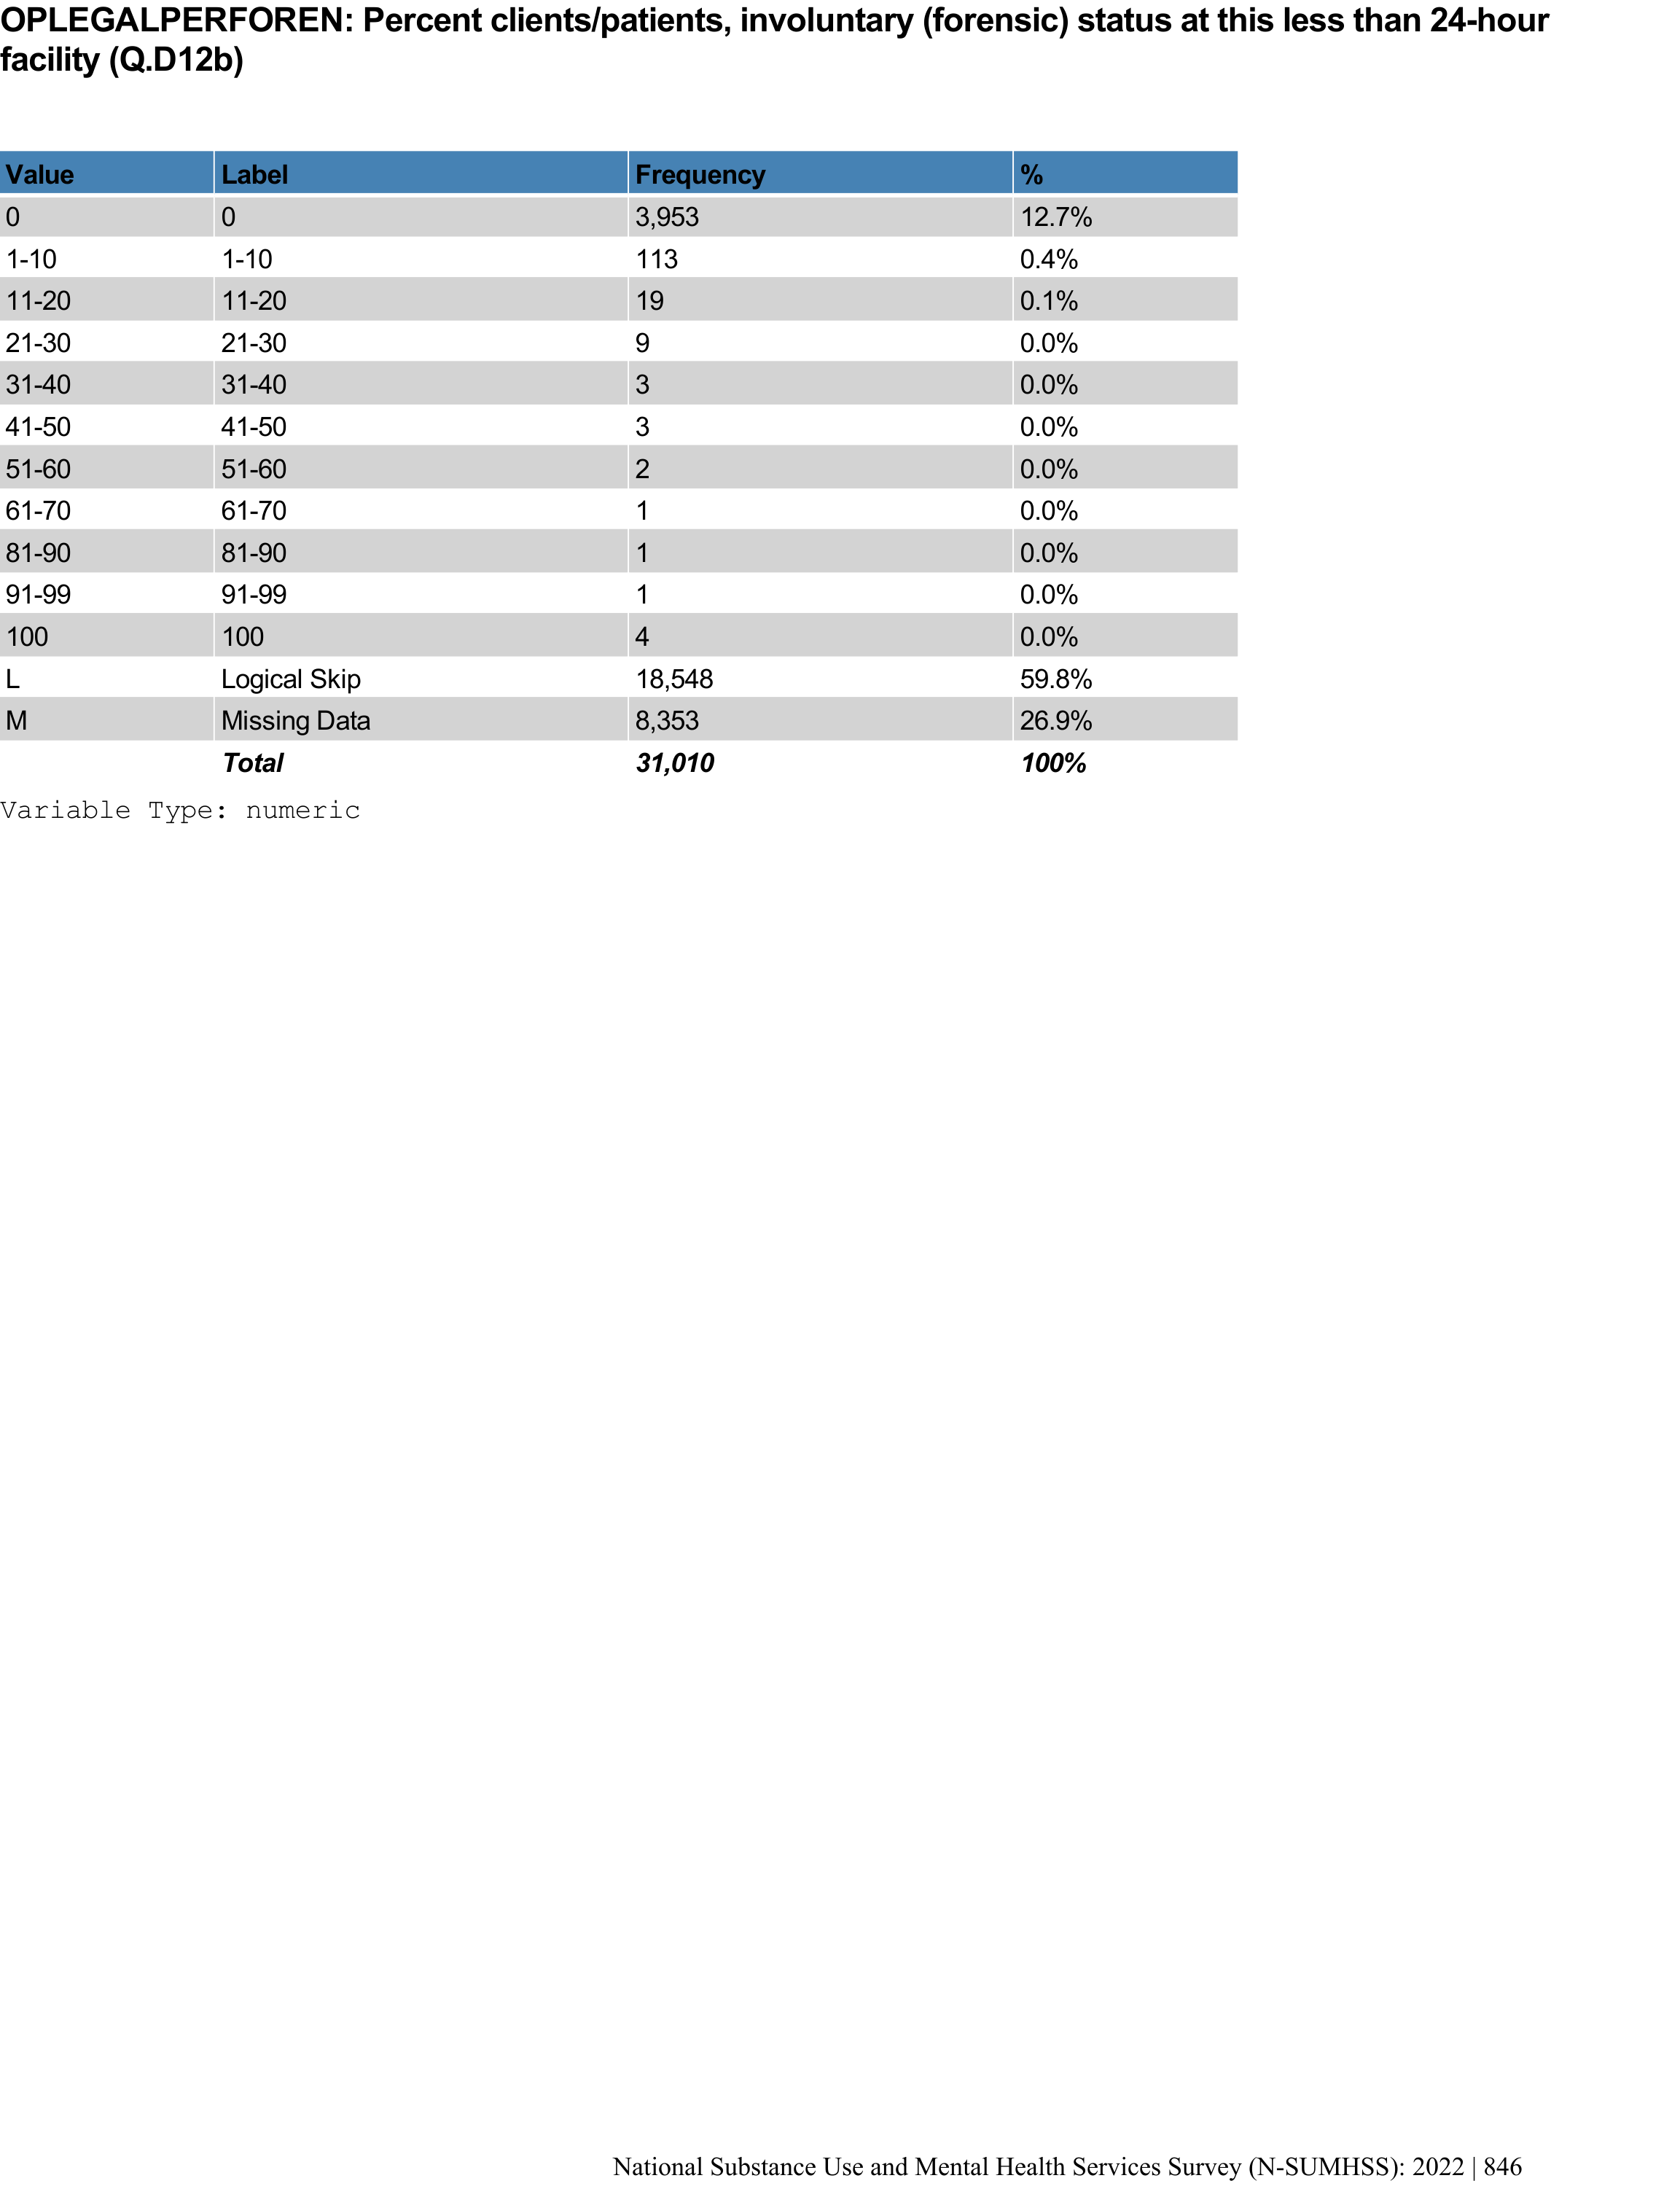 OPLEGALPERFOREN: Percent clients/patients, involuntary (forensic) status at this less than 24-hour
facility (Q.D12b)
Value Label Frequency %
0 0 3,953 12.7%
1-10 1-10 113 0.4%
11-20 11-20 19 0.1%
21-30 21-30 9 0.0%
31-40 31-40 3 0.0%
41-50 41-50 3 0.0%
51-60 51-60 2 0.0%
61-70 61-70 1 0.0%
81-90 81-90 1 0.0%
91-99 91-99 1 0.0%
100 100 4 0.0%
L Logical Skip 18,548 59.8%
M Missing Data 8,353 26.9%
Total 31,010 100%
Variable Type: numeric
National Substance Use and Mental Health Services Survey (N-SUMHSS): 2022 | 846